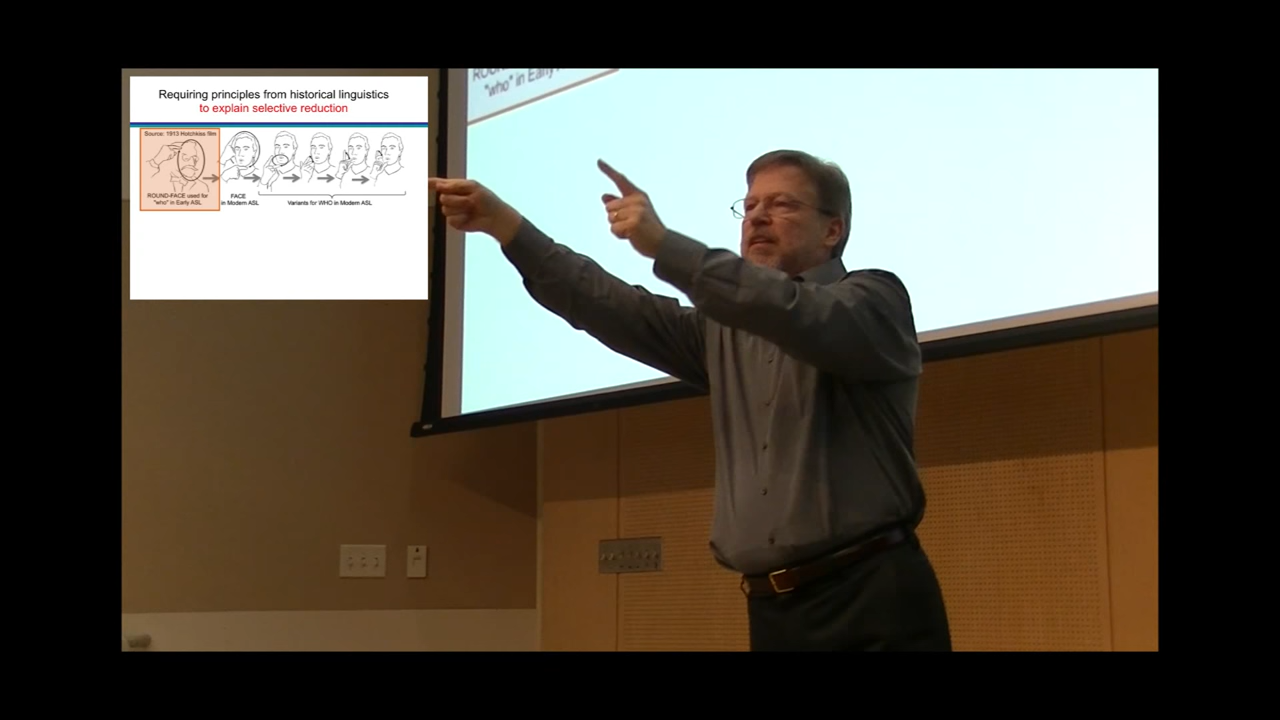 Requiring principles from historical linguistics
to explain selective reduction
Source: 1913 Hotchkiss film
ROUND-FACE used for
"who" in Early ASL
FACE
in Modern ASL
Variants for WHO in Modern ASL
"who" in Early